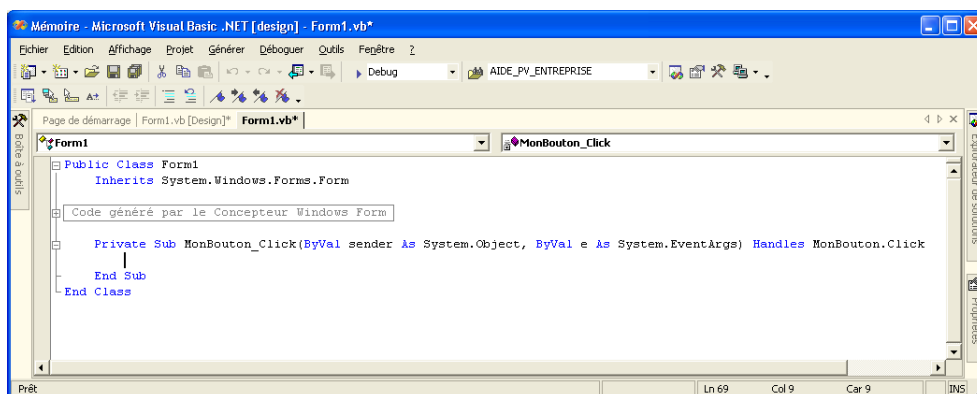 Mémoire - Microsoft Visual Basic .NET [design] - Form1.vb*
Fichier Edition Affichage Projet Générer Déboguer Outils Fenêtre ?
Debug AIDE_PV_ENTREPRISE
Page de démarrage Form1.vb [Design]* Form1.vb*
Boîte à outils
Form1 MonBouton_Click
Public Class Form1
Inherits System.Windows.Forms.Form
Code généré par le Concepteur Windows Form
Private Sub MonBouton_Click(ByVal sender As System.Object, ByVal e As System.EventArgs) Handles MonBouton.Click
End Sub
End Class
Explorateur de solutions
Propriétés
Prêt Ln 69 Col 9 Car 9 INS